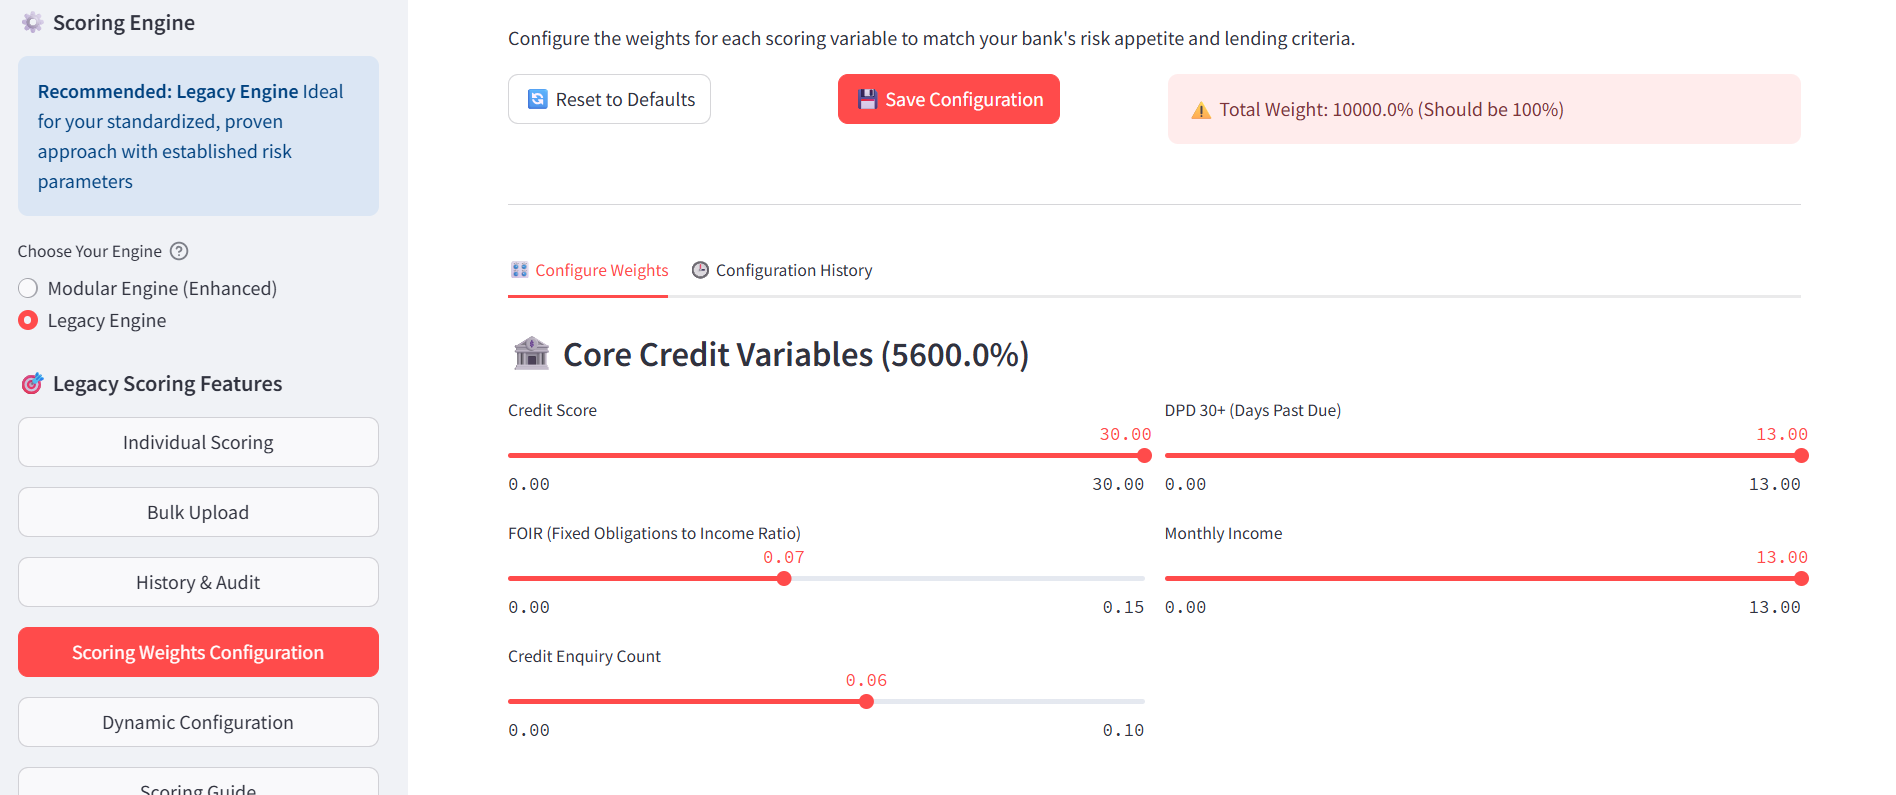 Scoring Engine
Recommended: Legacy Engine Ideal
for your standardized, proven
approach with established risk
parameters
Choose Your Engine ?
Modular Engine (Enhanced)
Legacy Engine
Legacy Scoring Features
Individual Scoring
Bulk Upload
History & Audit
Scoring Weights Configuration
Dynamic Configuration
Scoring Guide
Configure the weights for each scoring variable to match your bank's risk appetite and lending criteria.
Reset to Defaults
Save Configuration
Total Weight: 10000.0% (Should be 100%)
Configure Weights
Configuration History
Core Credit Variables (5600.0%)
Credit Score
30.00
0.00 30.00
DPD 30+ (Days Past Due)
13.00
0.00 13.00
FOIR (Fixed Obligations to Income Ratio)
0.07
0.00 0.15
Monthly Income
13.00
0.00 13.00
Credit Enquiry Count
0.06
0.00 0.10